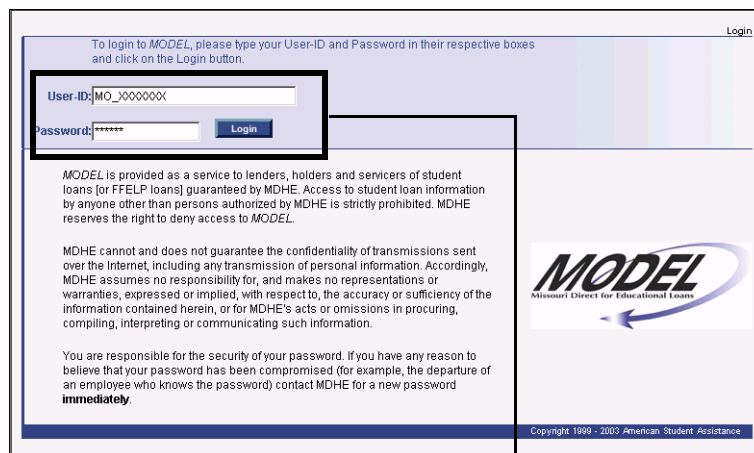 Login
To login to MODEL, please type your User-ID and Password in their respective boxes
and click on the Login button.
User-ID: MO_XXXXXXX
Password: ******
Login
MODEL is provided as a service to lenders, holders and servicers of student
loans [or FFELP loans] guaranteed by MDHE. Access to student loan information
by anyone other than persons authorized by MDHE is strictly prohibited. MDHE
reserves the right to deny access to MODEL.
MDHE cannot and does not guarantee the confidentiality of transmissions sent
over the Internet, including any transmission of personal information. Accordingly,
MDHE assumes no responsibility for, and makes no representations or
warranties, expressed or implied, with respect to, the accuracy or sufficiency of the
information contained herein, or for MDHE's acts or omissions in procuring,
compiling, interpreting or communicating such information.
MODEL
Missouri Direct for Educational Loans
You are responsible for the security of your password. If you have any reason to
believe that your password has been compromised (for example, the departure of
an employee who knows the password) contact MDHE for a new password
immediately.
Copyright 1999 - 2003 American Student Assistance